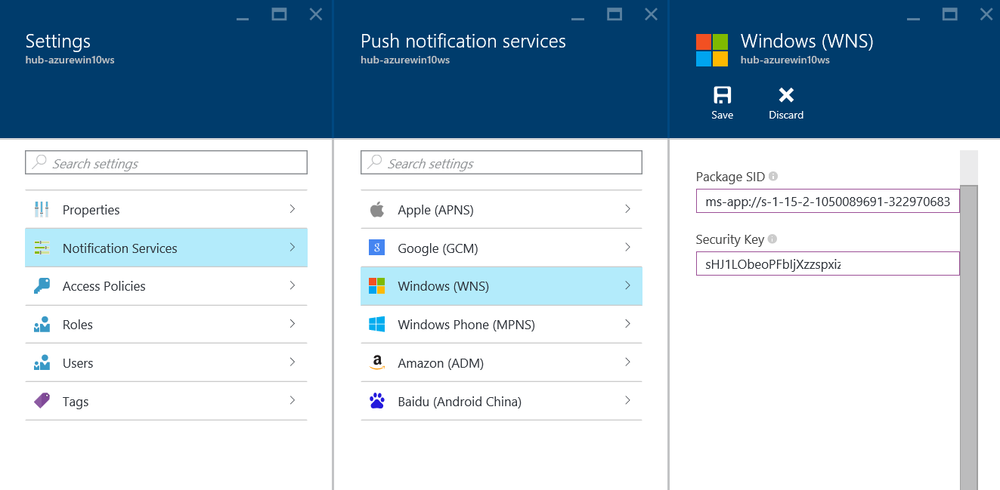 Settings
hub-azurewin10ws
Search settings
Properties
Notification Services
Access Policies
Roles
Users
Tags
Push notification services
hub-azurewin10ws
Search settings
Apple (APNS)
Google (GCM)
Windows (WNS)
Windows Phone (MPNS)
Amazon (ADM)
Baidu (Android China)
Windows (WNS)
hub-azurewin10ws
Save
Discard
Package SID
ms-app://s-1-15-2-1050089691-322970683
Security Key
sHJ1LObeoPFbIjXzzspxiz